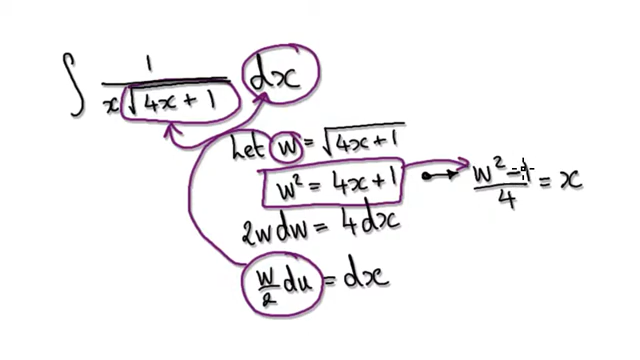 ∫ 1/(x√(4x + 1)) dx
Let w = √(4x + 1)
w² = 4x + 1 → (w² - 1)/4 = x
2w dw = 4 dx
w/2 du = dx